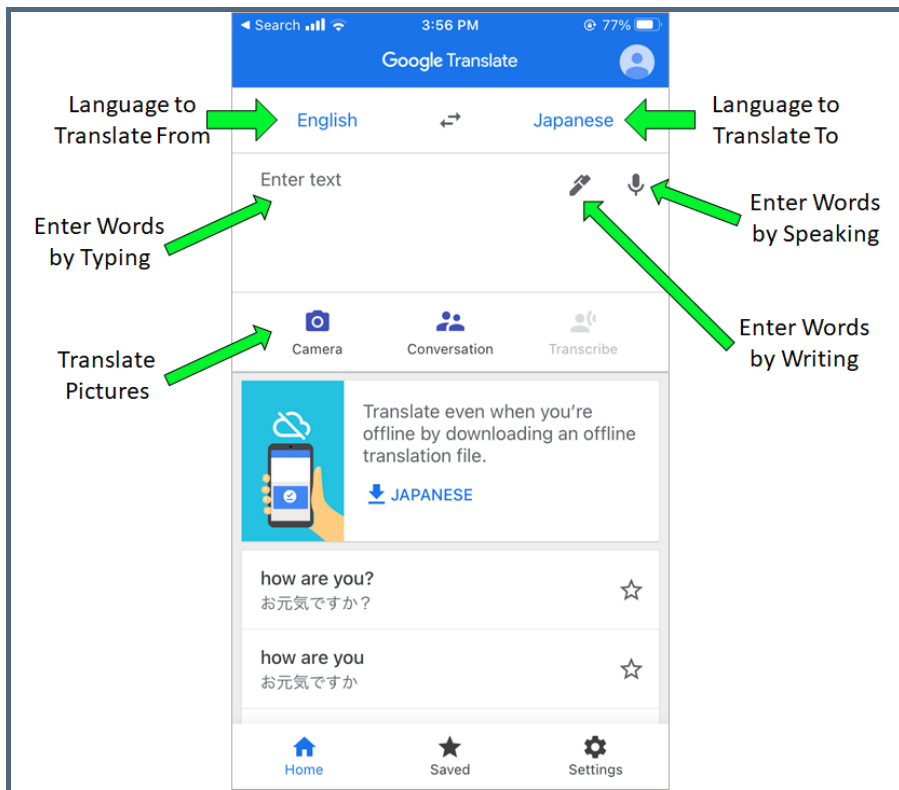 Search 3:56 PM 77%
Google Translate
Language to
Translate From
English
Japanese
Language to
Translate To
Enter text
Enter Words
by Typing
Enter Words
by Speaking
Enter Words
by Writing
Camera
Conversation
Transcribe
Translate
Pictures
Translate even when you're
offline by downloading an offline
translation file.
JAPANESE
how are you?
お元気ですか？
how are you
お元気ですか
Home
Saved
Settings